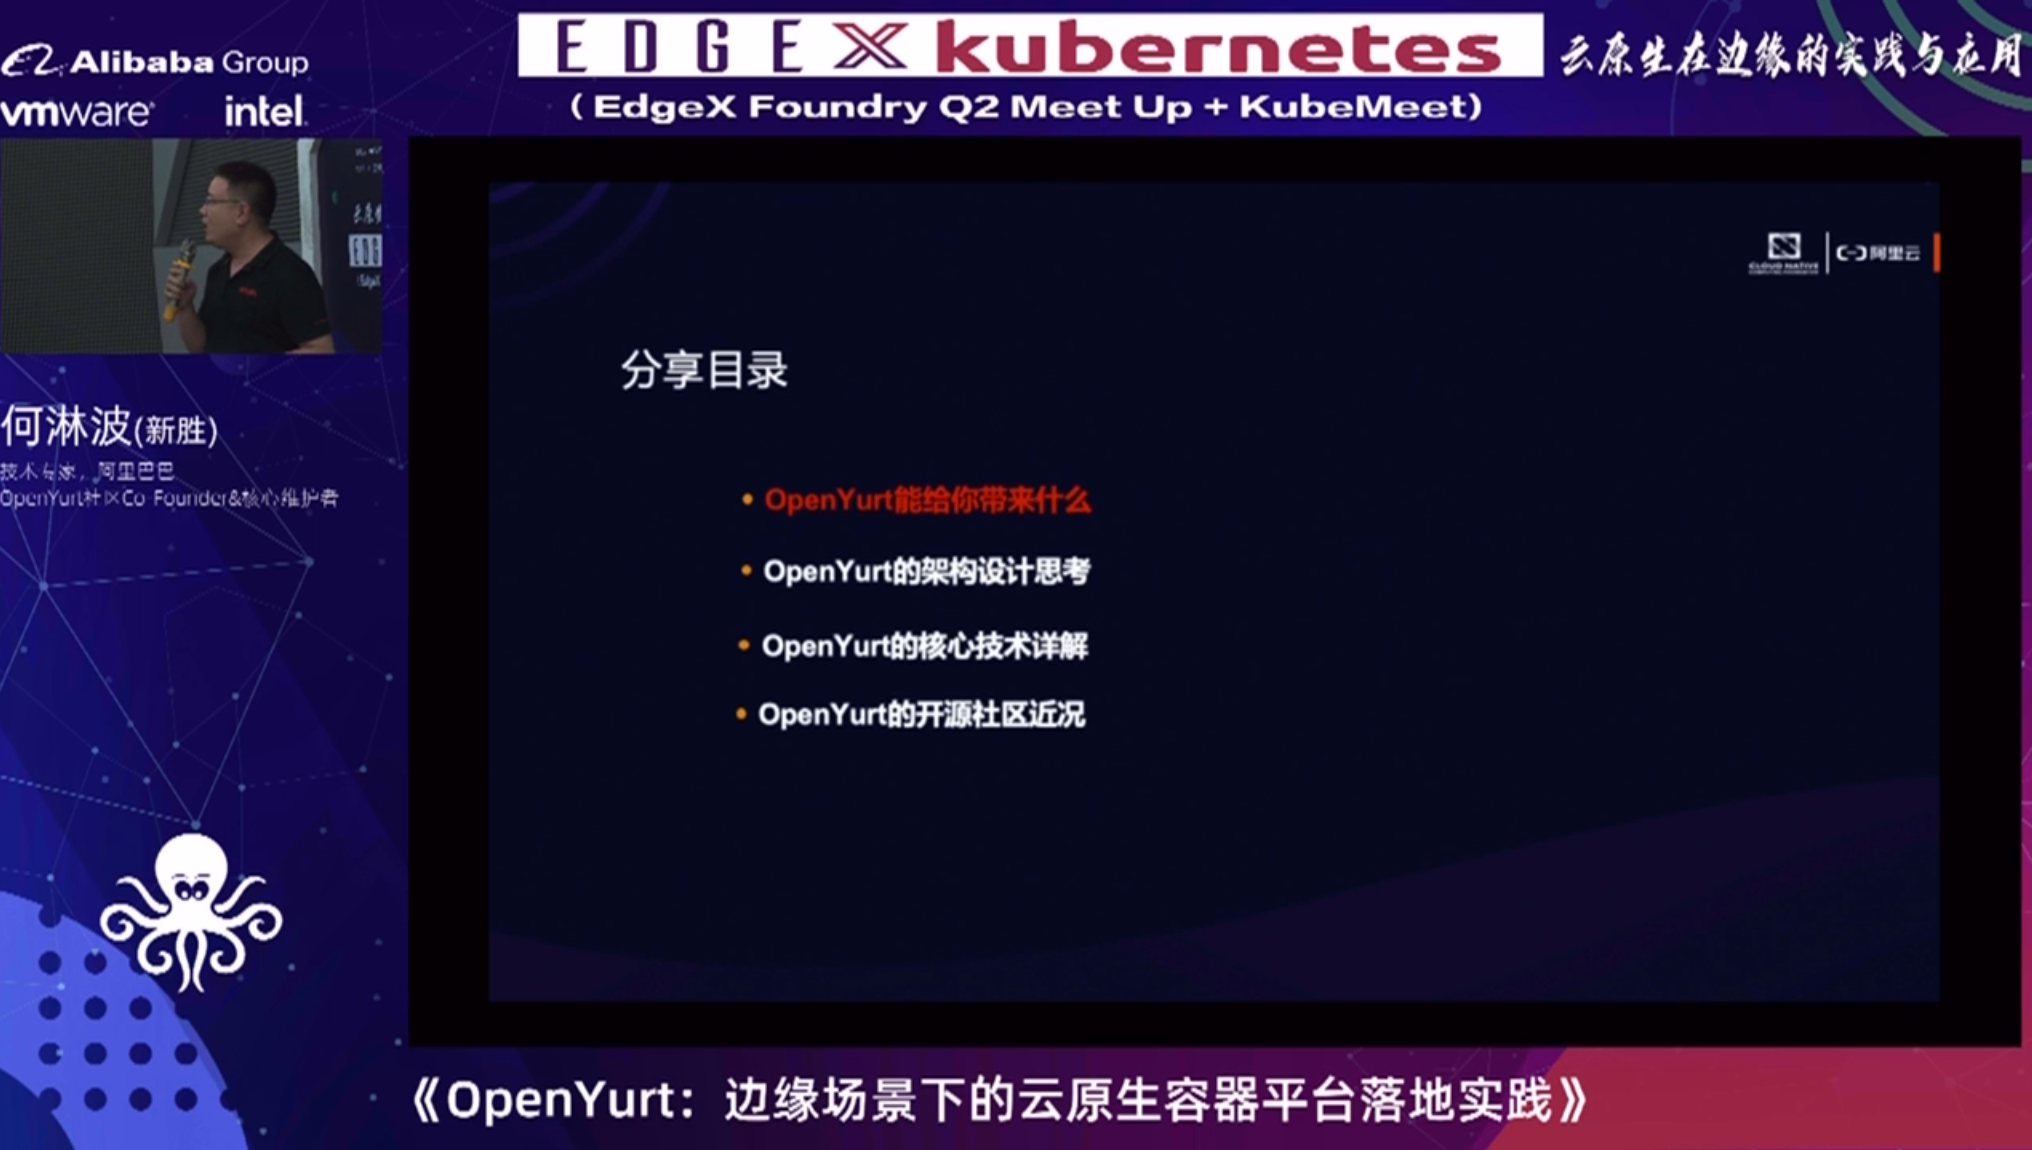 Alibaba Group
vmware intel
EDGE X kubernetes 云原生在边缘的实践与应用
( EdgeX Foundry Q2 Meet Up + KubeMeet)
CLOUD NATIVE 阿里云
分享目录
• OpenYurt能给你带来什么
• OpenYurt的架构设计思考
• OpenYurt的核心技术详解
• OpenYurt的开源社区近况
何淋波(新胜)
技术专家，阿里巴巴
OpenYurt社区Co-Founder&核心维护者
《OpenYurt：边缘场景下的云原生容器平台落地实践》